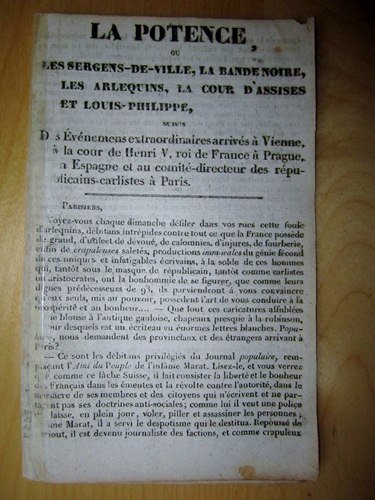 LA POTENCE,
OU
LES SERGENS-DE-VILLE, LA BANDE NOIRE,
LES ARLEQUINS, LA COUR D'ASSISES
ET LOUIS-PHILIPPE,
SUIVIS
Événemens extraordinaires arrivés à Vienne,
à la cour de Henri V, roi de France à Prague,
n Espagne et au comité-directeur des répu-
blicains-carlistes à Paris.
PARISIENS,
Voyez-vous chaque dimanche défiler dans vos rues cette foule
d'arlequins, débitans intrépides contre tout ce que la France possède
de grand, d'utile et de dévoué, de calomnies, d'injures, de fourberie,
enfin de crapuleuses saletés, productions immorales du génie fécond
de ces uniques et infatigables écrivains, à la solde de ces hommes
qui, tantôt sous le masque de républicain, tantôt comme carlistes
ou aristocrates, ont la bonhommie de se figurer, que comme leurs
dignes prédécesseurs de 93, ils parviendront à vous convaincre
qu'eux seuls, mis au pouvoir, possèdent l'art de vous conduire à la
prospérité et au bonheur... — Que font ces caricatures affublées
une blouse à l'antique gauloise, chapeaux presque à la robinson,
sur desquels est un écriteau en énormes lettres blanches. Popu-
laire, nous demandent des provinciaux et des étrangers arrivant à
Paris?
— Ce sont les débitans privilégiés du Journal populaire, rem-
plaçant l'Ami du Peuple de l'infâme Marat. Lisez-le, et vous verrez
que comme ce lâche Suisse, il fait consister la liberté et le bonheur
des Français dans les émeutes et la révolte contre l'autorité, dans le
massacre de ses membres et des citoyens qui n'écrivent et ne par-
tagent pas ses doctrines anti-sociales; comme lui il veut une police
qui laisse, en plein jour, voler, piller et assassiner les personnes;
comme Marat, il a servi le despotisme qui le destitua. Repoussé de
partout, il est devenu journaliste des factions, et comme crapuleux